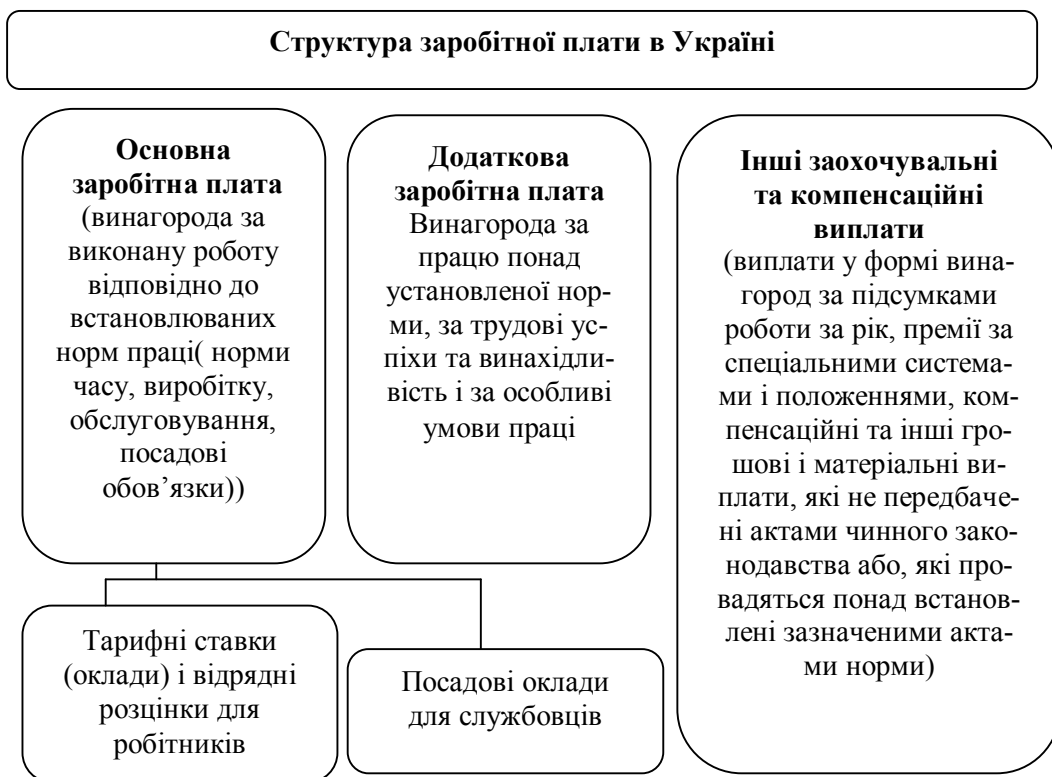 Структура заробітної плати в Україні
Основна
заробітна плата
(винагорода за
виконану роботу
відповідно до
встановлюваних
норм праці( норми
часу, виробітку,
обслуговування,
посадові
обов’язки))
Додаткова
заробітна плата
Винагорода за
працю понад
установленої нор-
ми, за трудові ус-
піхи та винахідли-
вість і за особливі
умови праці
Інші заохочувальні
та компенсаційні
виплати
(виплати у формі вина-
город за підсумками
роботи за рік, премії за
спеціальними система-
ми і положеннями, ком-
пенсаційні та інші гро-
шові і матеріальні ви-
плати, які не передбаче-
ні актами чинного зако-
нодавства або, які про-
вадяться понад встанов-
лені зазначеними акта-
ми норми)
Тарифні ставки
(оклади) і відрядні
розцінки для
робітників
Посадові оклади
для службовців